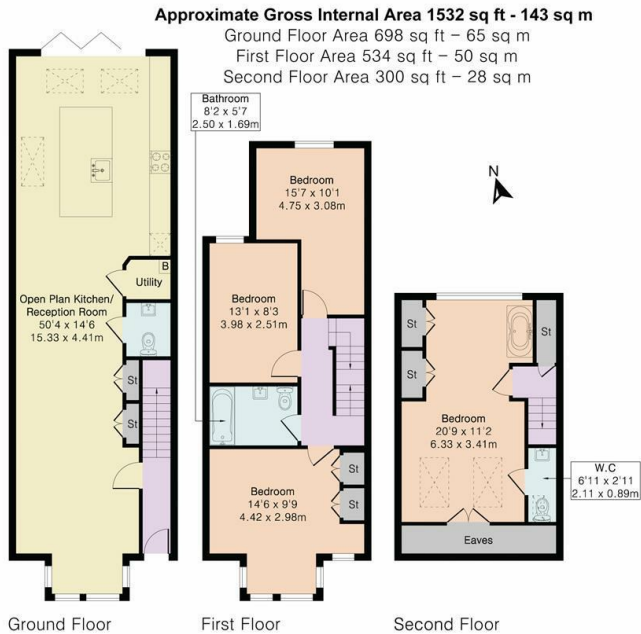 Approximate Gross Internal Area 1532 sq ft - 143 sq m
Ground Floor Area 698 sq ft – 65 sq m
First Floor Area 534 sq ft – 50 sq m
Second Floor Area 300 sq ft – 28 sq m
Bathroom
8'2 x 5'7
2.50 x 1.69m
B
Utility
Open Plan Kitchen/
Reception Room
50'4 x 14'6
15.33 x 4.41m
St
St
Ground Floor
Bedroom
15'7 x 10'1
4.75 x 3.08m
Bedroom
13'1 x 8'3
3.98 x 2.51m
Bedroom
14'6 x 9'9
4.42 x 2.98m
St
St
First Floor
N
St
St
St
Bedroom
20'9 x 11'2
6.33 x 3.41m
W.C
6'11 x 2'11
2.11 x 0.89m
Eaves
Second Floor